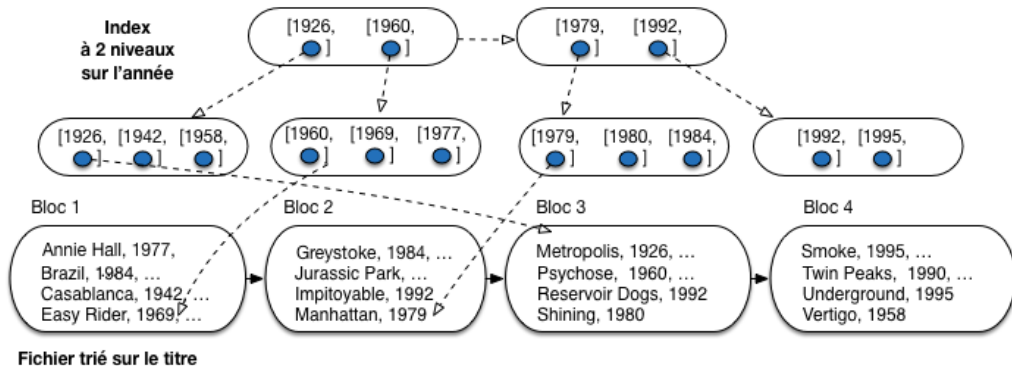 Index
à 2 niveaux
sur l'année
[1926, ] [1960, ]
[1979, ] [1992, ]
[1926, ] [1942, ] [1958, ]
[1960, ] [1969, ] [1977, ]
[1979, ] [1980, ] [1984, ]
[1992, ] [1995, ]
Bloc 1
Annie Hall, 1977,
Brazil, 1984, ...
Casablanca, 1942, ...
Easy Rider, 1969, ...
Bloc 2
Greystoke, 1984, ...
Jurassic Park, ...
Impitoyable, 1992
Manhattan, 1979
Bloc 3
Metropolis, 1926, ...
Psychose, 1960, ...
Reservoir Dogs, 1992
Shining, 1980
Bloc 4
Smoke, 1995, ...
Twin Peaks, 1990, ...
Underground, 1995
Vertigo, 1958
Fichier trié sur le titre